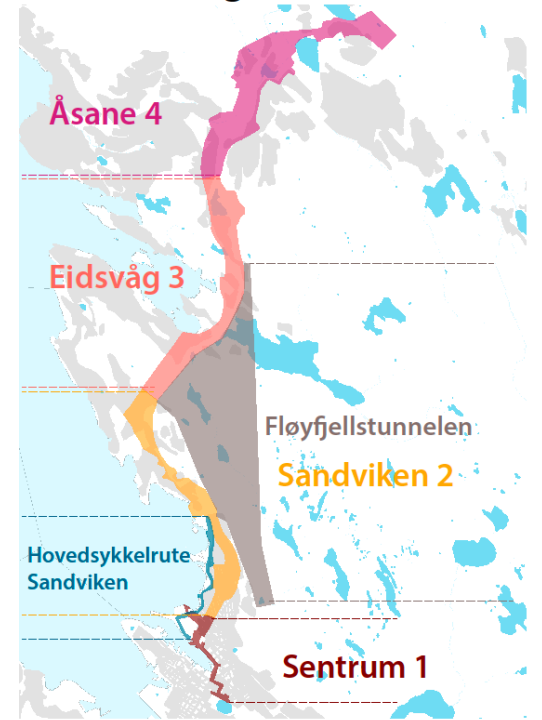 Åsane 4
Eidsvåg 3
Fløyfjellstunnelen
Sandviken 2
Hovedsykkelrute
Sandviken
Sentrum 1